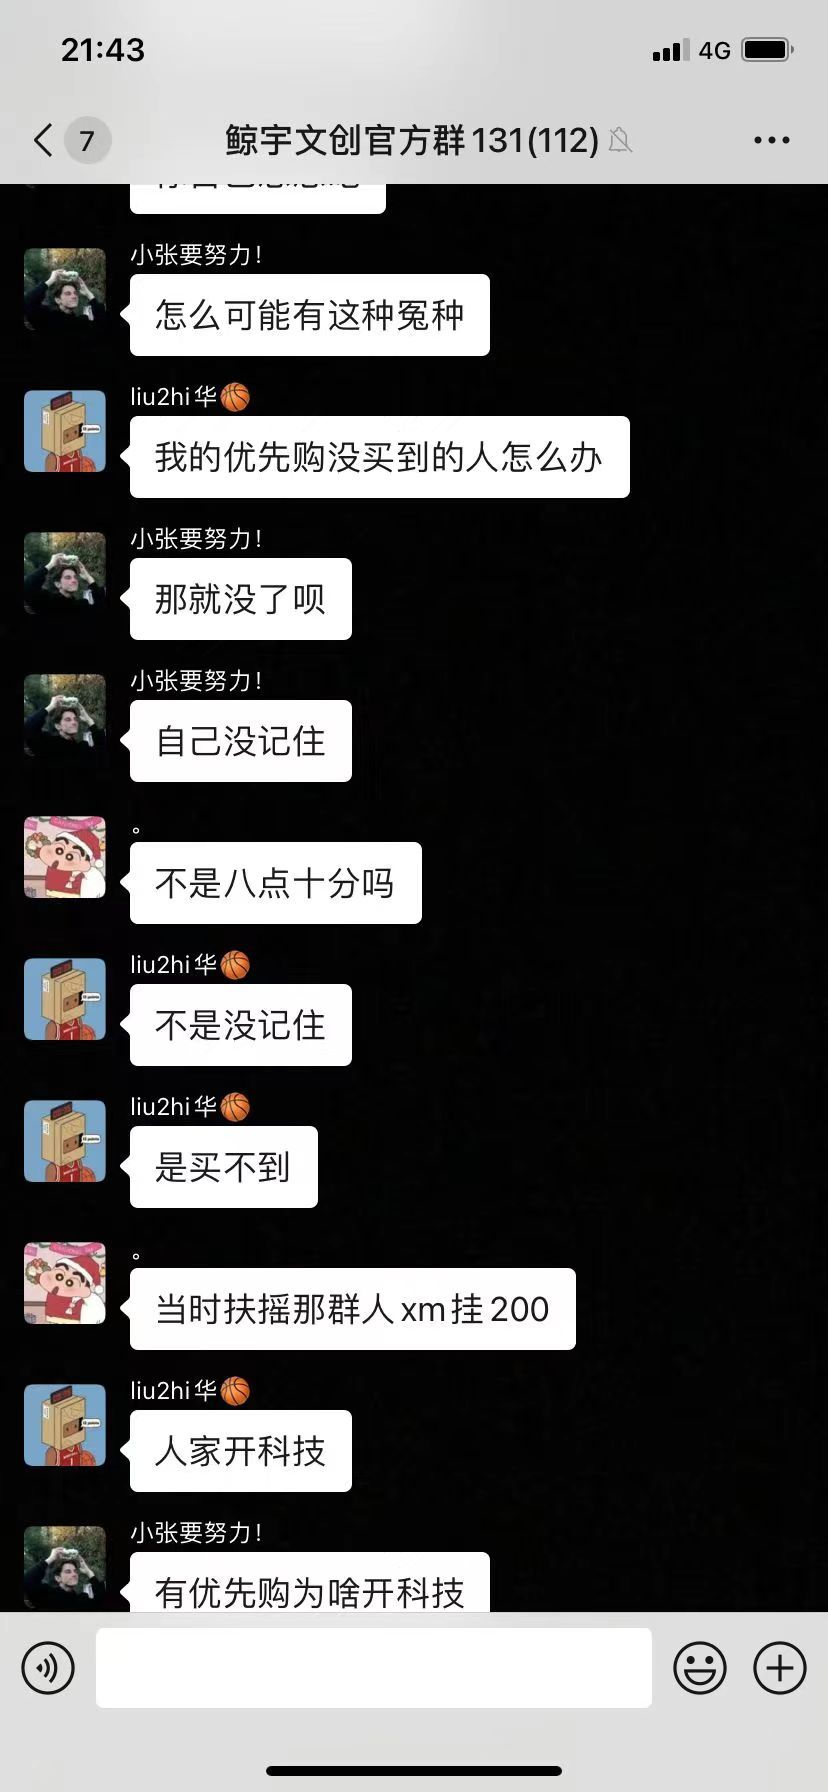 21:43
4G
7
鲸宇文创官方群131(112)
小张要努力！
怎么可能有这种冤种
liu2hi华🏀
我的优先购没买到的人怎么办
小张要努力！
那就没了呗
小张要努力！
自己没记住
。
不是八点十分吗
liu2hi华🏀
不是没记住
liu2hi华🏀
是买不到
。
当时扶摇那群人xm挂200
liu2hi华🏀
人家开科技
小张要努力！
有优先购为啥开科技